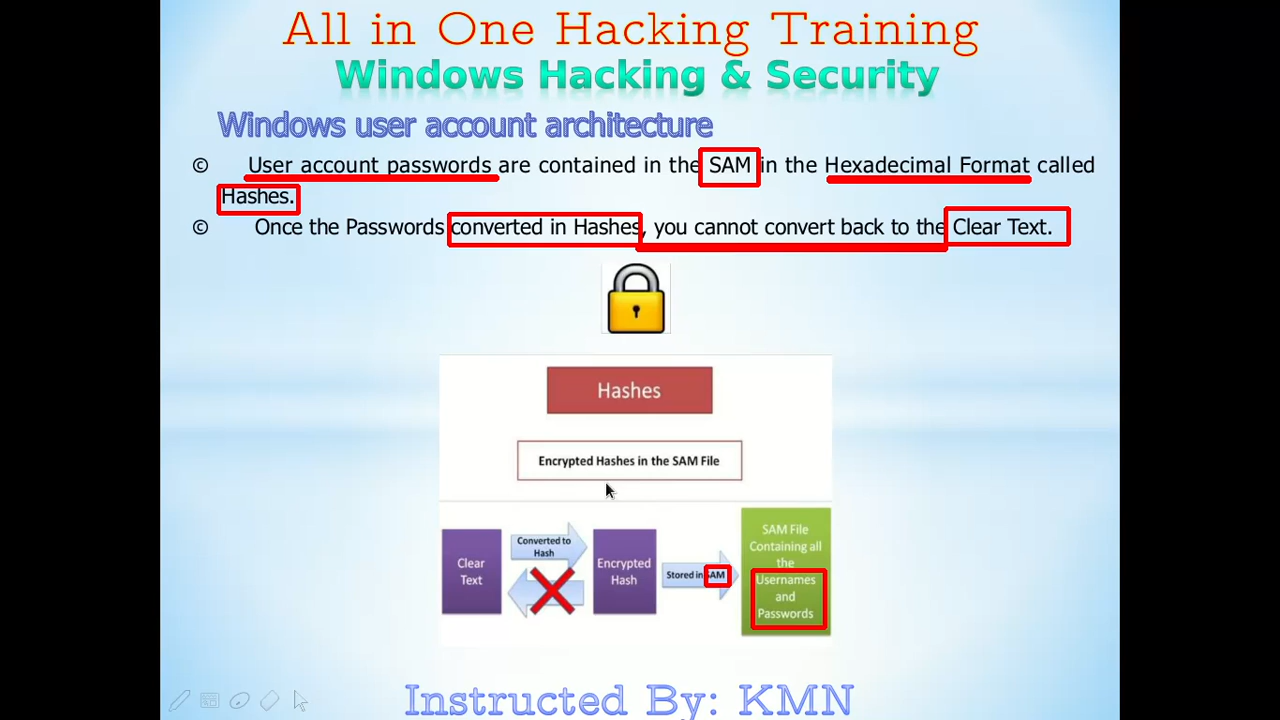 All in One Hacking Training
Windows Hacking & Security
Windows user account architecture
© User account passwords are contained in the SAM in the Hexadecimal Format called
Hashes.
© Once the Passwords converted in Hashes, you cannot convert back to the Clear Text.
Hashes
Encrypted Hashes in the SAM File
Clear
Text
Converted to
Hash
Encrypted
Hash
Stored in SAM
SAM File
Containing all
the
Usernames
and
Passwords
Instructed By: KMN